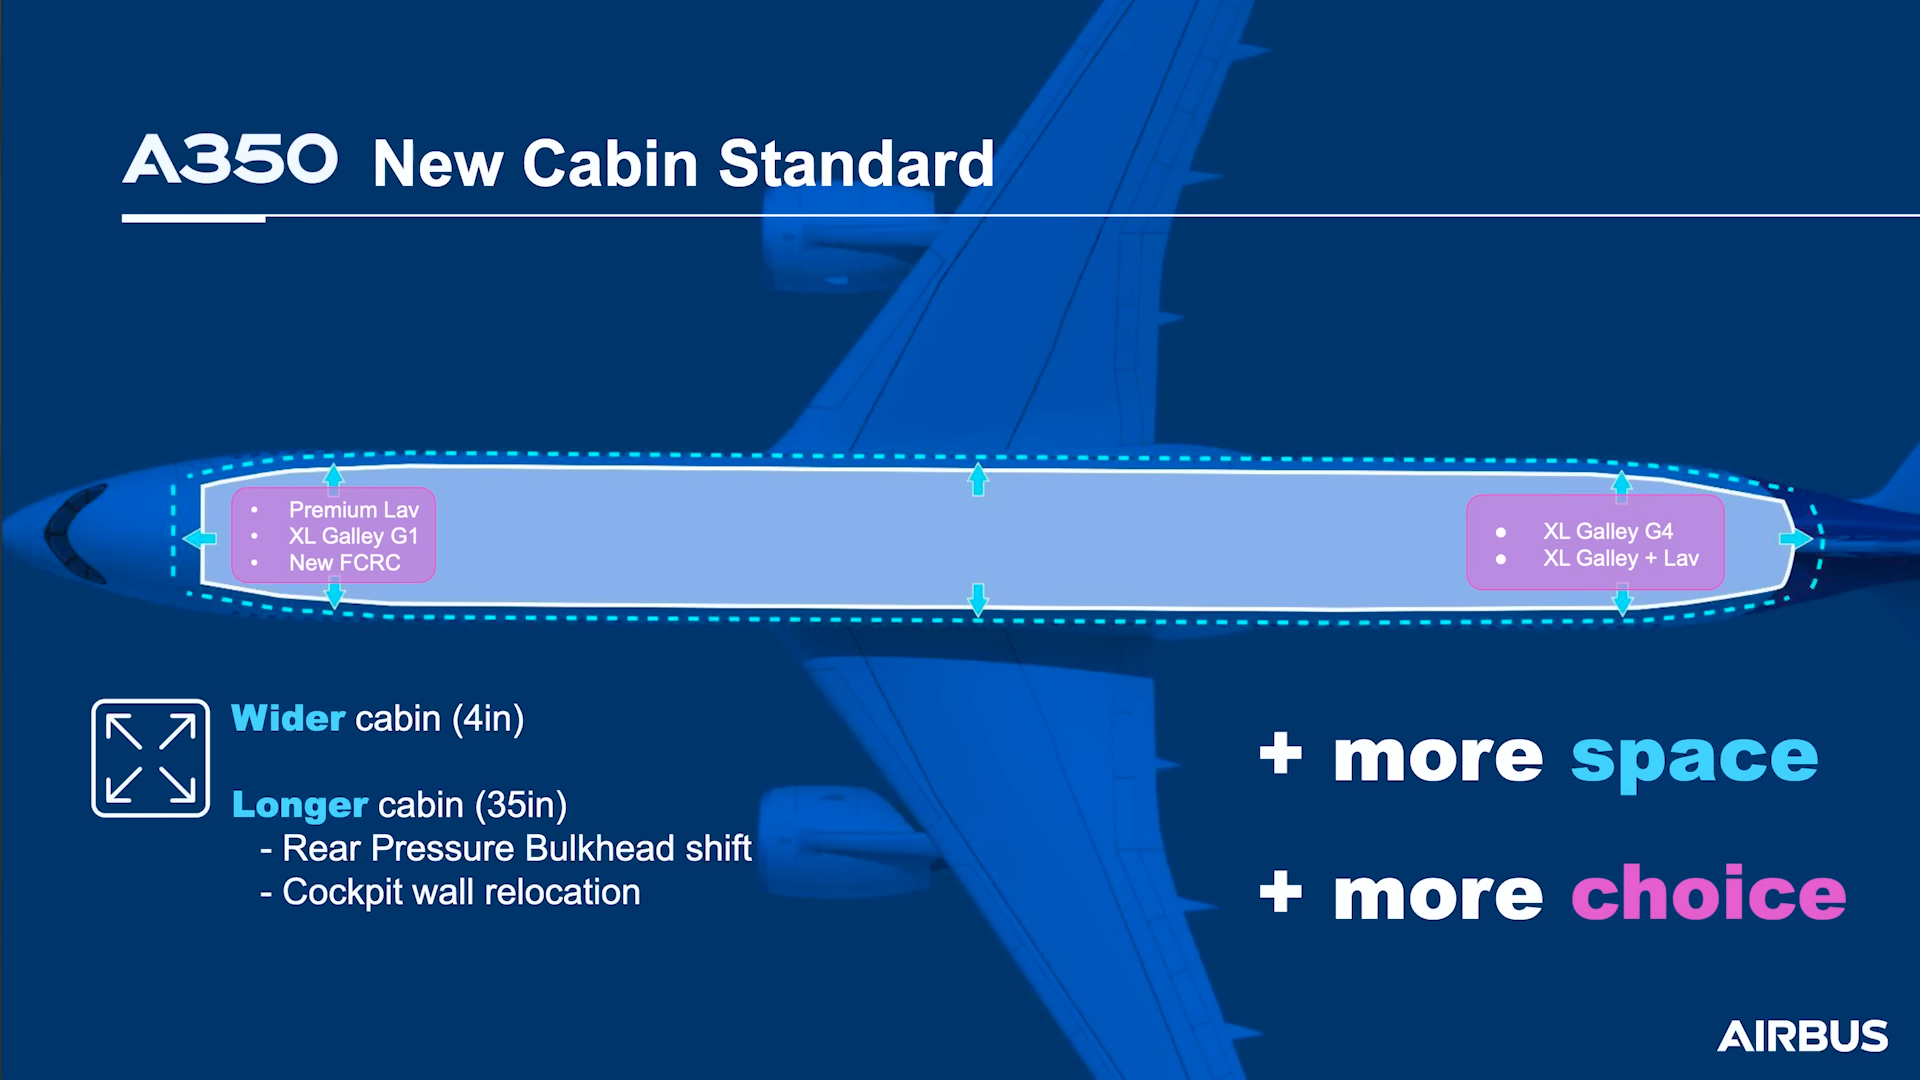 A350 New Cabin Standard
• Premium Lav
• XL Galley G1
• New FCRC
• XL Galley G4
• XL Galley + Lav
Wider cabin (4in)
Longer cabin (35in)
- Rear Pressure Bulkhead shift
- Cockpit wall relocation
+ more space
+ more choice
AIRBUS